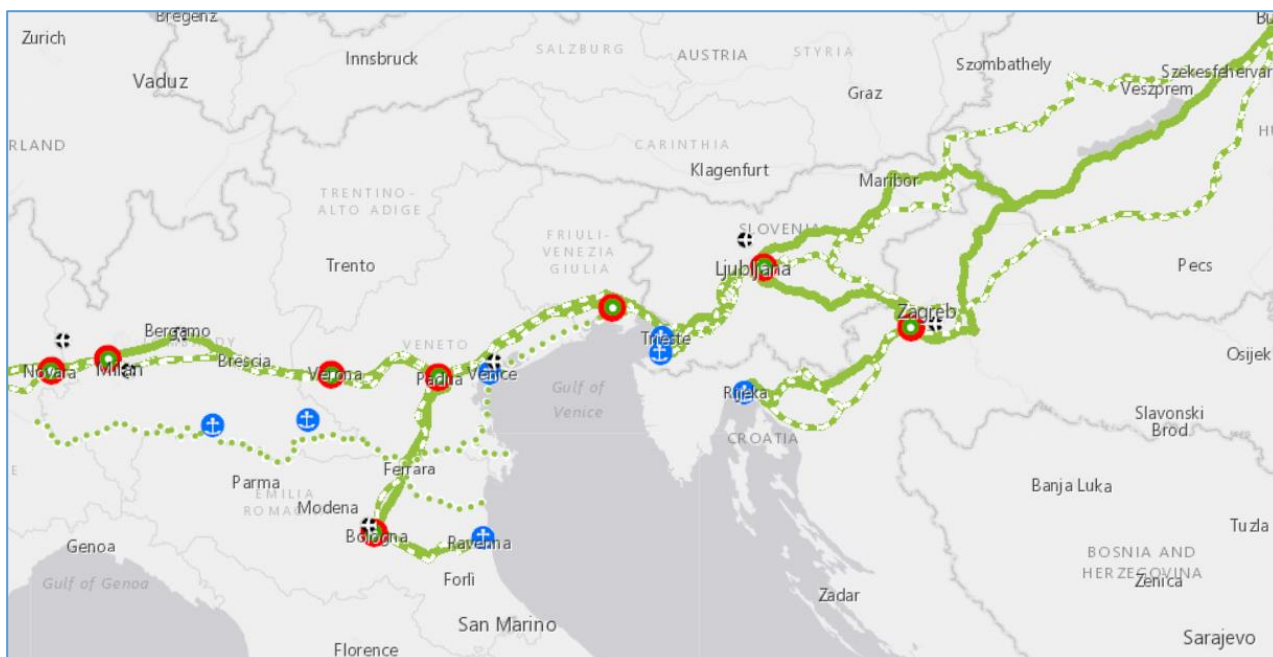 Bregenz
Zurich
Vaduz
Innsbruck
SALZBURG
AUSTRIA
STYRIA
Szombathely
Bu
Szekesfehervar
Veszprem
Graz
RLAND
CARINTHIA
Klagenfurt
Maribor
HU
TRENTINO-
ALTO ADIGE
FRIULI-
VENEZIA
GIULIA
SLOVENIA
Trento
Ljubljana
Pecs
Bergamo
Brescia
VENETO
Zagreb
Trieste
Novara
Milan
Verona
Padua
Venice
Gulf of
Venice
Rijeka
Osijek
CROATIA
Slavonski
Brod
Parma
Ferrara
EMILIA
Modena
Banja Luka
Bologna
Ravenna
Tuzla
Genoa
Gulf of Genoa
Forlì
BOSNIA AND
HERZEGOVINA
Zenica
Zadar
San Marino
Florence
Sarajevo